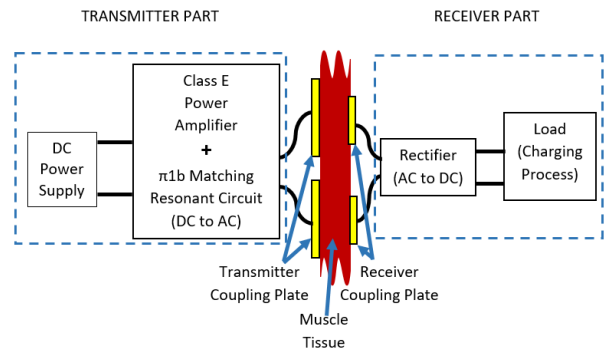 TRANSMITTER PART
RECEIVER PART
DC
Power
Supply
Class E
Power
Amplifier
+
π1b Matching
Resonant Circuit
(DC to AC)
Rectifier
(AC to DC)
Load
(Charging
Process)
Transmitter
Coupling Plate
Receiver
Coupling Plate
Muscle
Tissue